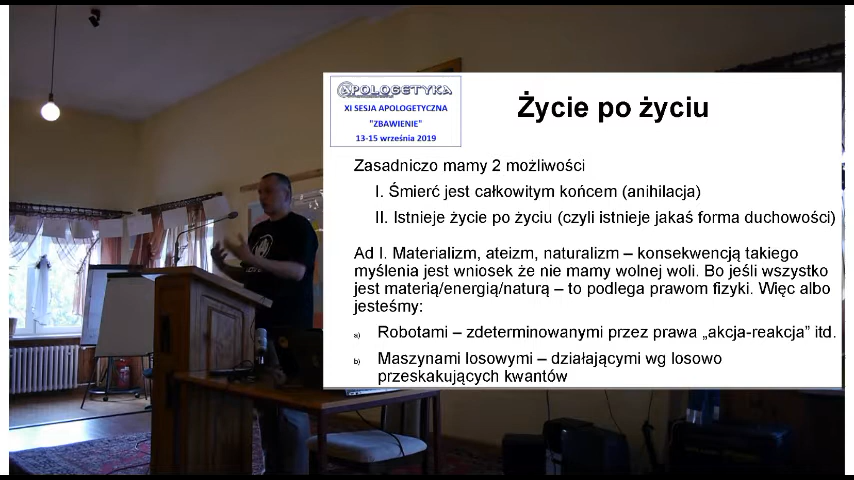 APOLOGETYKA
XI SESJA APOLOGETYCZNA
"ZBAWIENIE"
13-15 września 2019
Życie po życiu
Zasadniczo mamy 2 możliwości
I. Śmierć jest całkowitym końcem (anihilacja)
II. Istnieje życie po życiu (czyli istnieje jakaś forma duchowości)
Ad I. Materializm, ateizm, naturalizm – konsekwencją takiego
myślenia jest wniosek że nie mamy wolnej woli. Bo jeśli wszystko
jest materią/energią/naturą – to podlega prawom fizyki. Więc albo
jesteśmy:
a) Robotami – zdeterminowanymi przez prawa „akcja-reakcja” itd.
b) Maszynami losowymi – działającymi wg losowo
przeskakujących kwantów